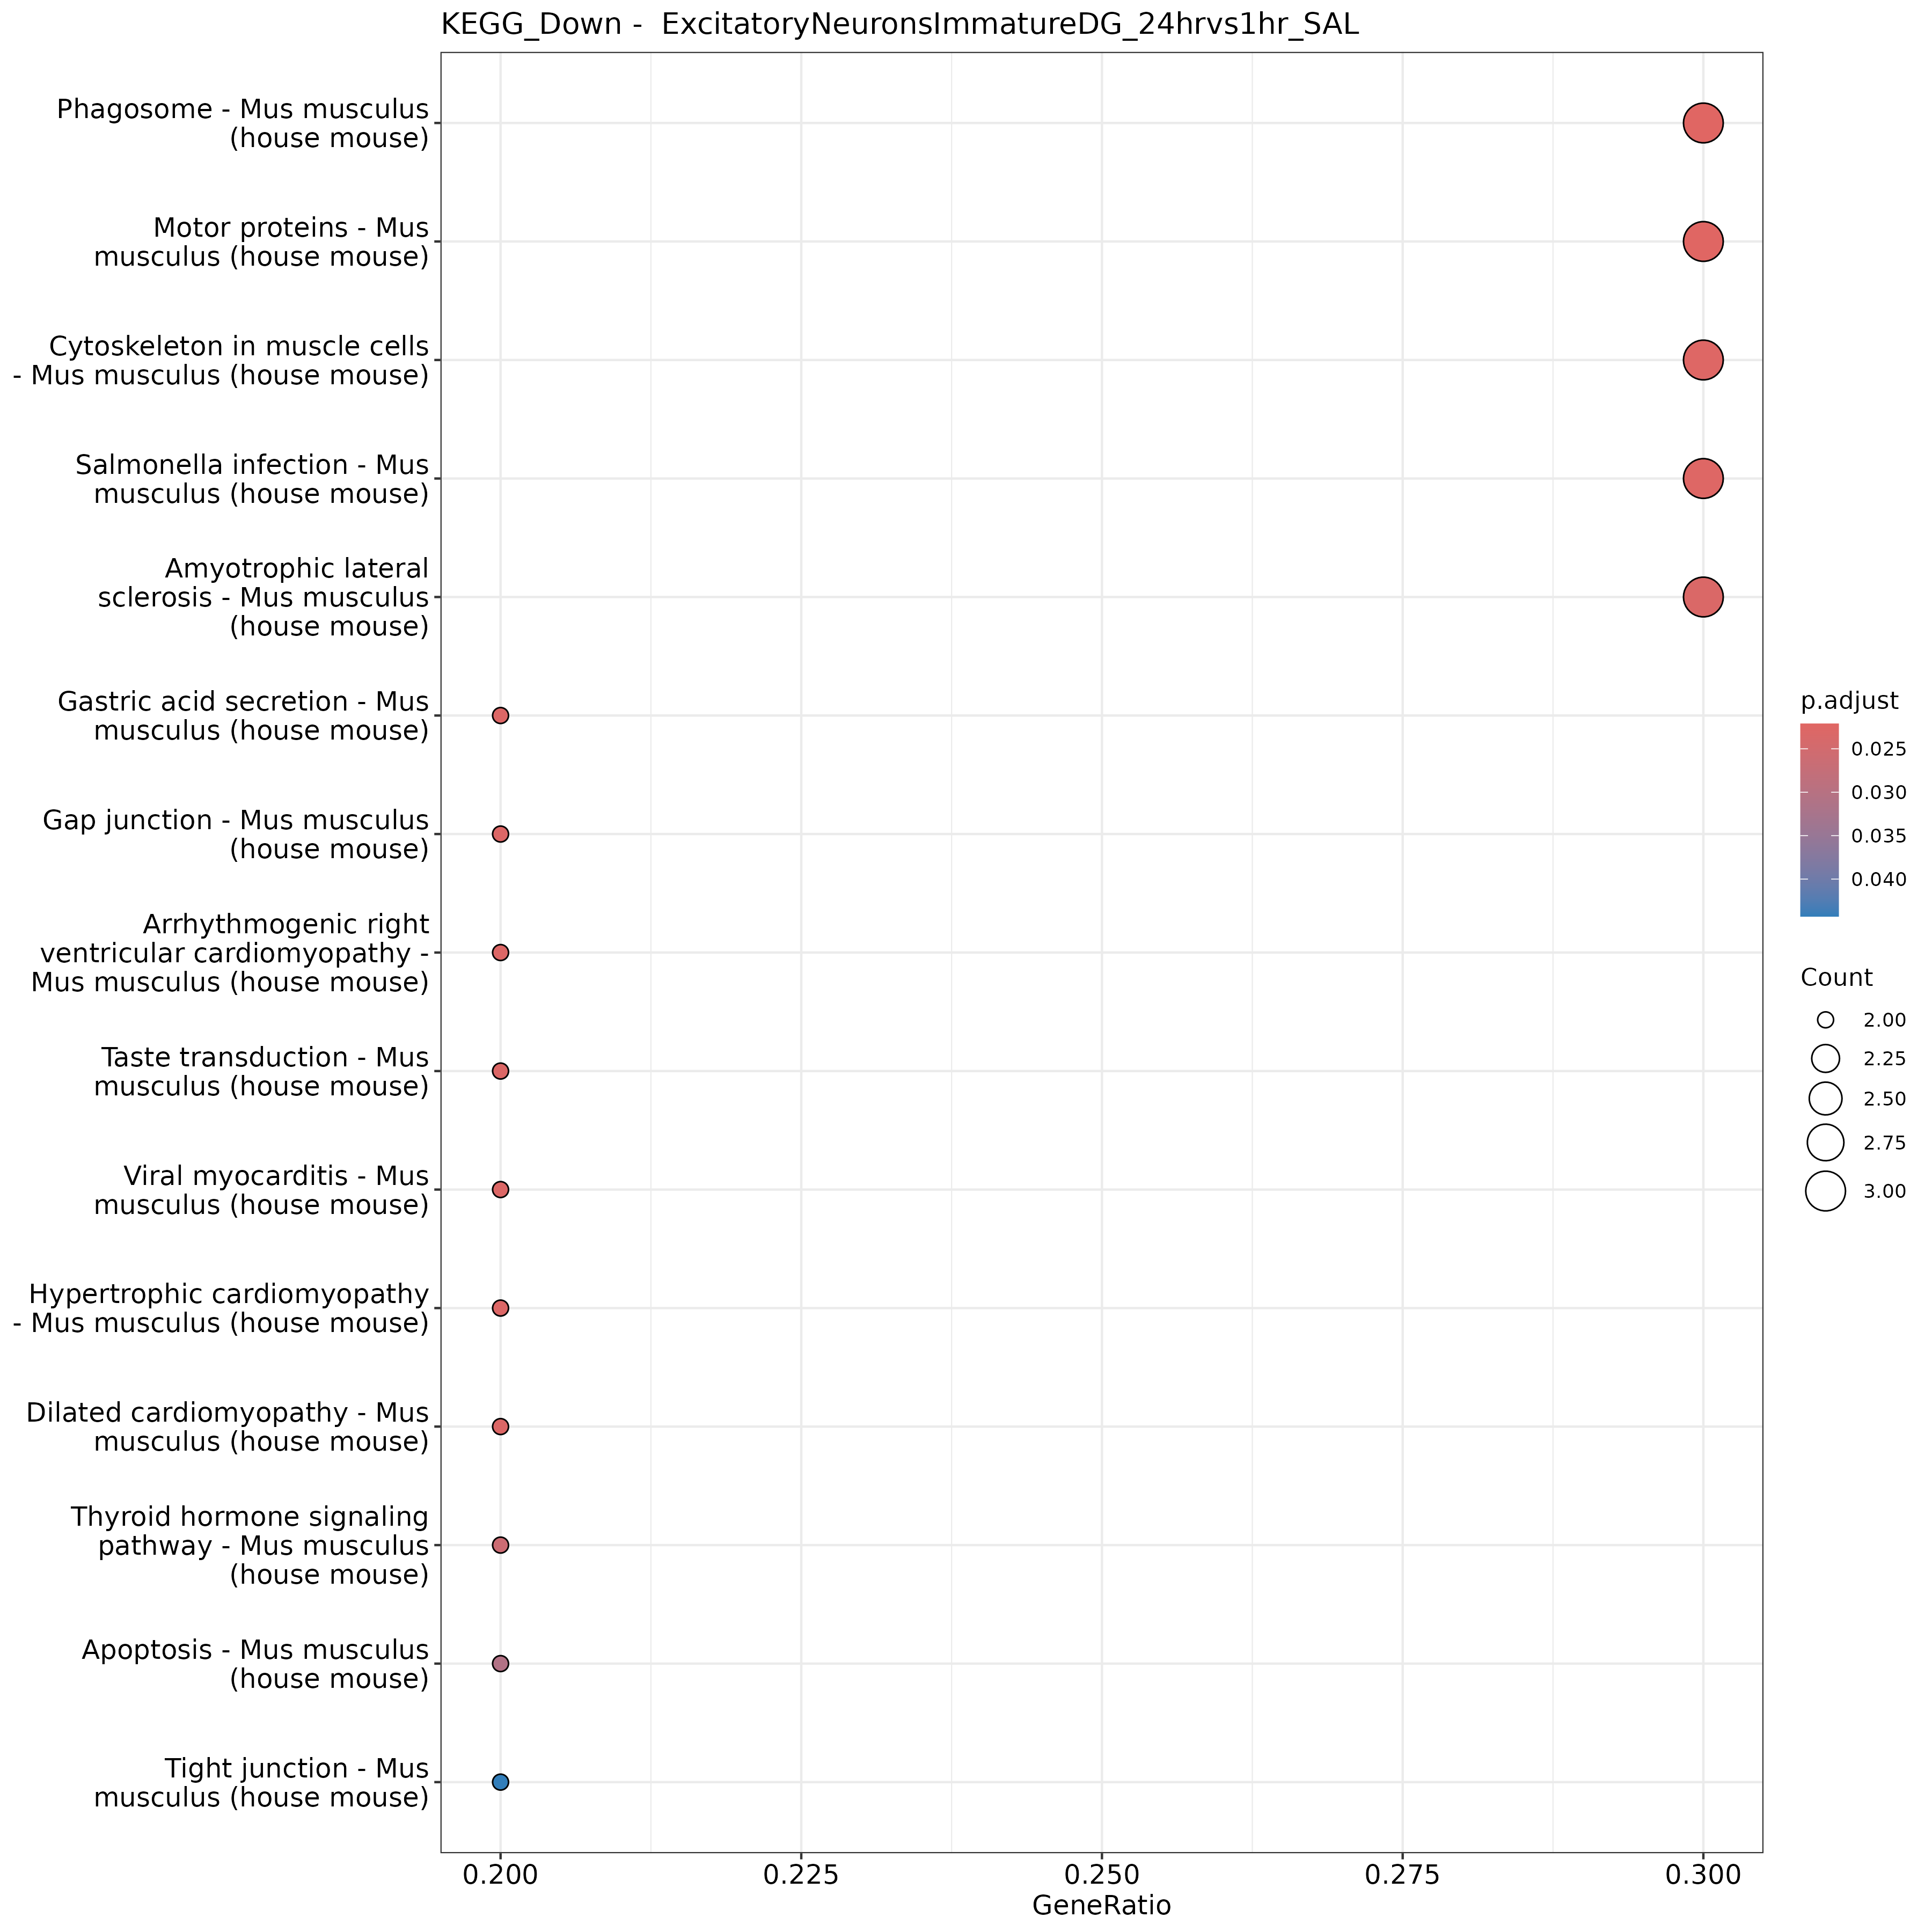 KEGG_Down -  ExcitatoryNeuronsImmatureDG_24hrvs1hr_SAL
Phagosome - Mus musculus
(house mouse)
Motor proteins - Mus
musculus (house mouse)
Cytoskeleton in muscle cells
- Mus musculus (house mouse)
Salmonella infection - Mus
musculus (house mouse)
Amyotrophic lateral
sclerosis - Mus musculus
(house mouse)
Gastric acid secretion - Mus
musculus (house mouse)
Gap junction - Mus musculus
(house mouse)
Arrhythmogenic right
ventricular cardiomyopathy -
Mus musculus (house mouse)
Taste transduction - Mus
musculus (house mouse)
Viral myocarditis - Mus
musculus (house mouse)
Hypertrophic cardiomyopathy
- Mus musculus (house mouse)
Dilated cardiomyopathy - Mus
musculus (house mouse)
Thyroid hormone signaling
pathway - Mus musculus
(house mouse)
Apoptosis - Mus musculus
(house mouse)
Tight junction - Mus
musculus (house mouse)
0.200 0.225 0.250 0.275 0.300
GeneRatio
p.adjust
0.025
0.030
0.035
0.040
Count
2.00
2.25
2.50
2.75
3.00